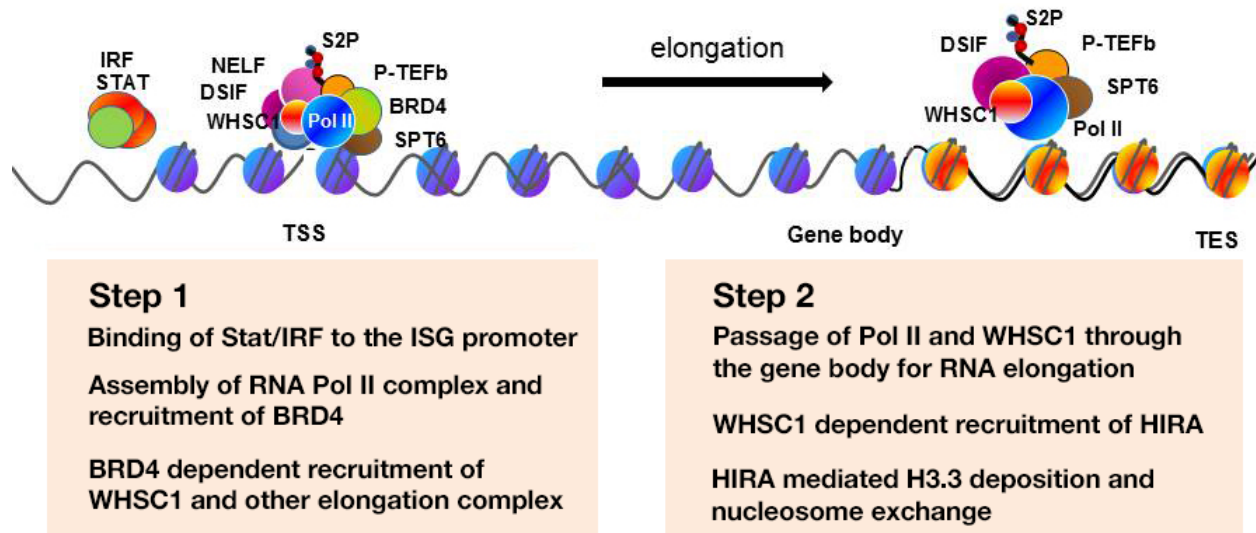 IRF
STAT
NELF
DSIF
WHSC1
S2P
P-TEFb
BRD4
Pol II
SPT6
elongation
S2P
DSIF
P-TEFb
SPT6
WHSC1
Pol II
TSS
Gene body
TES
Step 1
Binding of Stat/IRF to the ISG promoter
Assembly of RNA Pol II complex and
recruitment of BRD4
BRD4 dependent recruitment of
WHSC1 and other elongation complex
Step 2
Passage of Pol II and WHSC1 through
the gene body for RNA elongation
WHSC1 dependent recruitment of HIRA
HIRA mediated H3.3 deposition and
nucleosome exchange